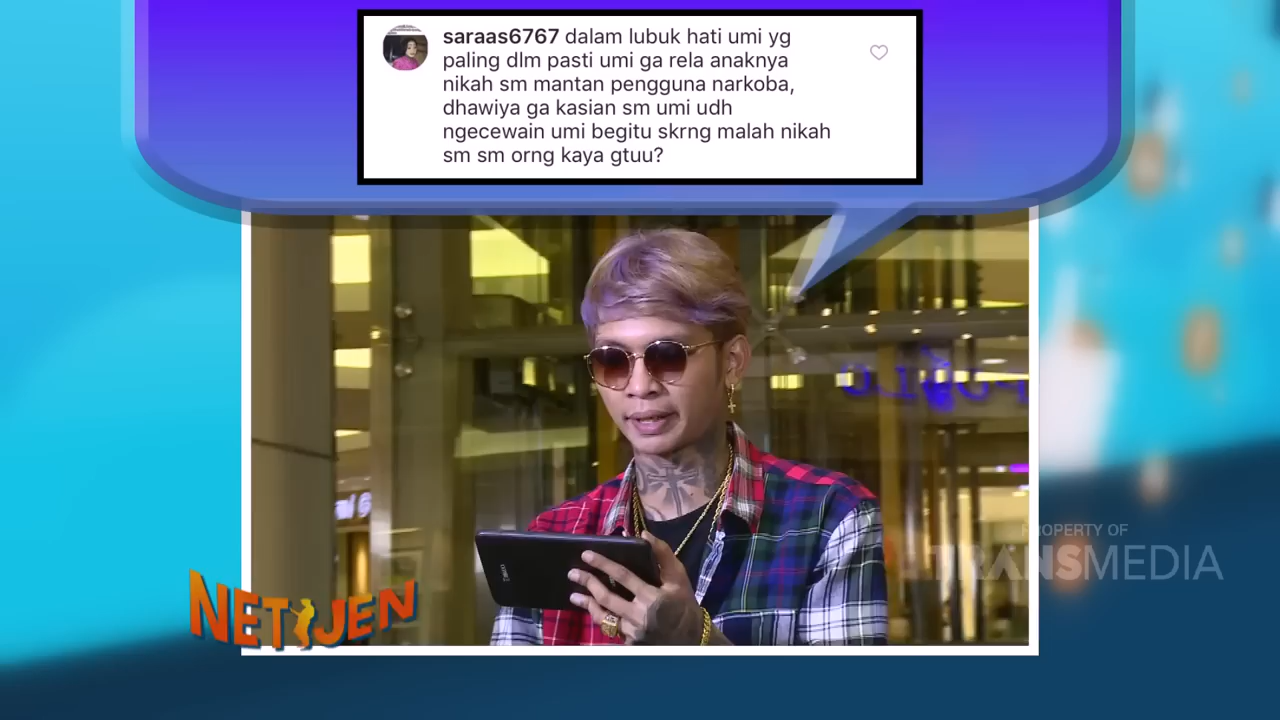 saraas6767 dalam lubuk hati umi yg
paling dlm pasti umi ga rela anaknya
nikah sm mantan pengguna narkoba,
dhawiya ga kasian sm umi udh
ngecewain umi begitu skrng malah nikah
sm sm orng kaya gtuu?
PROPERTY OF
TRANSMEDIA
NETIJEN